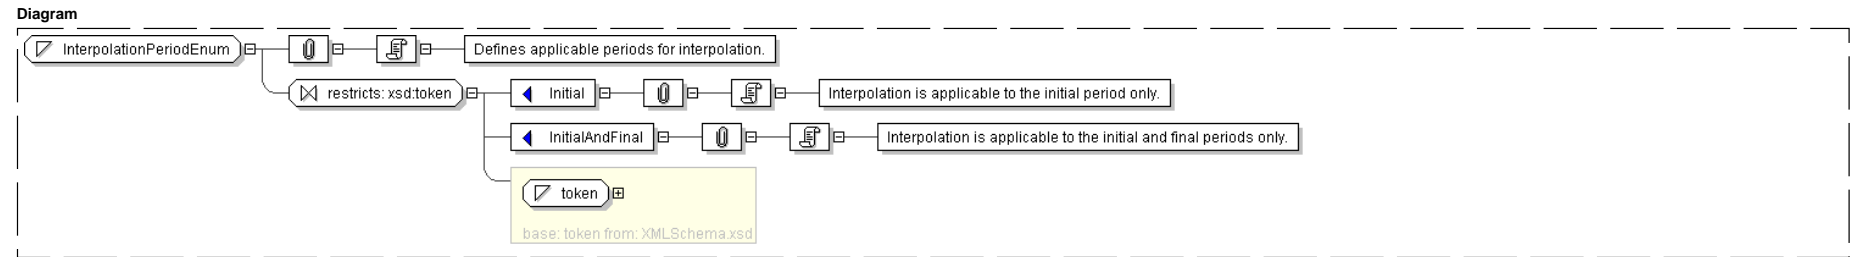 Diagram
InterpolationPeriodEnum
Defines applicable periods for interpolation.
restricts: xsd:token
Initial
Interpolation is applicable to the initial period only.
InitialAndFinal
Interpolation is applicable to the initial and final periods only.
token
base: token from: XMLSchema.xsd